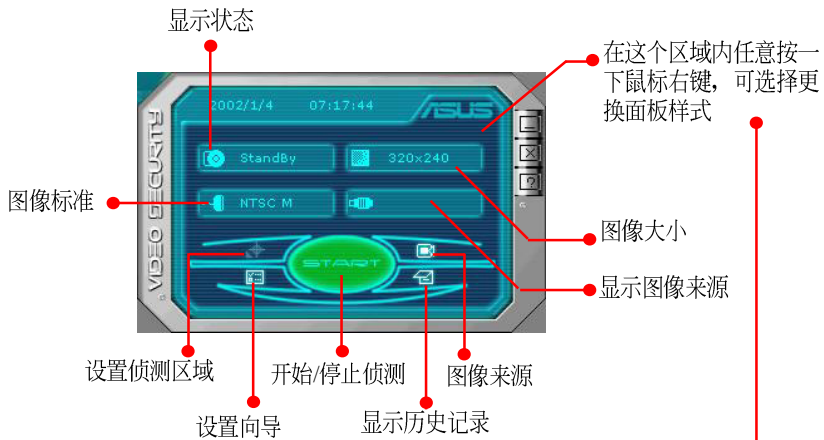 显示状态
在这个区域内任意按一
下鼠标右键，可选择更
换面板样式
2002/1/4 07:17:44
ASUS
VIDEO SECURITY
StandBy
320×240
图像标准
NTSC M
图像大小
START
显示图像来源
设置侦测区域
开始/停止侦测
图像来源
设置向导
显示历史记录